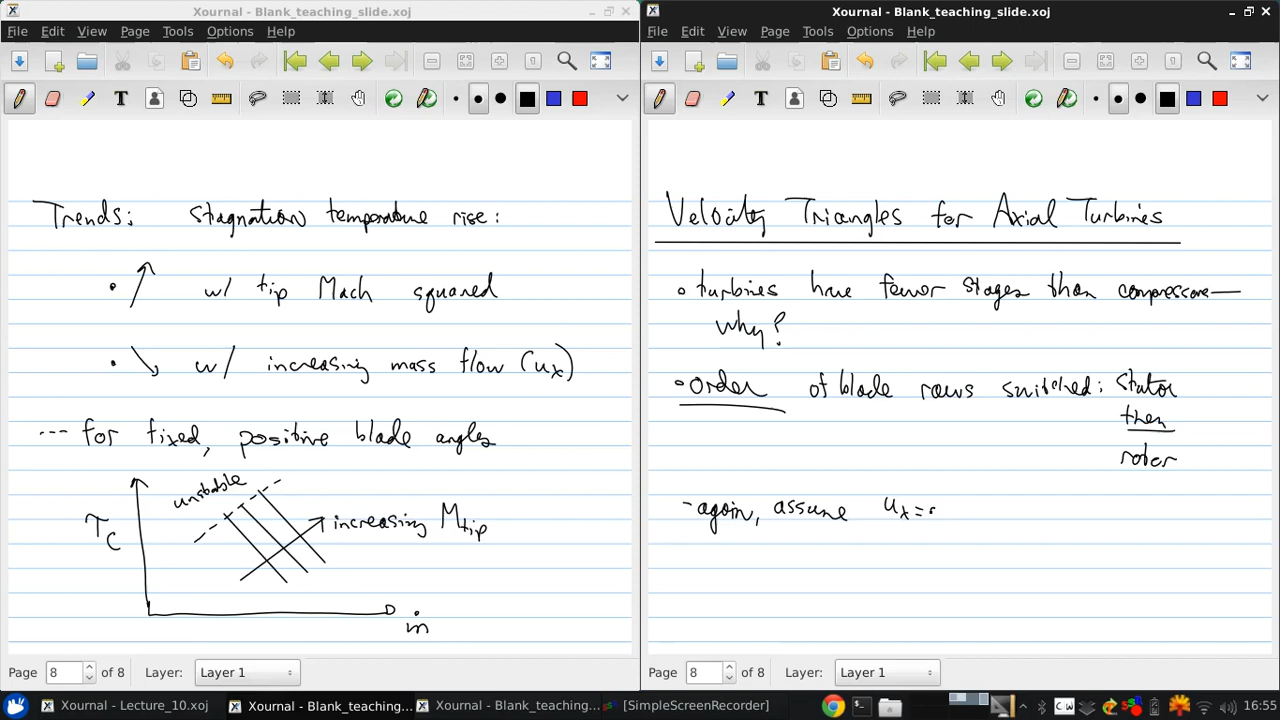 Xournal - Blank_teaching_slide.xoj
File Edit View Page Tools Options Help
Trends: Stagnation temperature rise:
• ↗ w/ tip Mach squared
• ↘ w/ increasing mass flow (ux)
--- for fixed, positive blade angles
unstable
τc
increasing Mtip
ṁ
Page 8 of 8 Layer: Layer 1
Xournal - Blank_teaching_slide.xoj
File Edit View Page Tools Options Help
Velocity Triangles for Axial Turbines
• turbines have fewer stages than compressors—
why?
• Order of blade rows switched: Stator
then
rotor
- again, assume ux =
Page 8 of 8 Layer: Layer 1
Xournal - Lecture_10.xoj
Xournal - Blank_teaching...
Xournal - Blank_teaching...
[SimpleScreenRecorder]
16:55